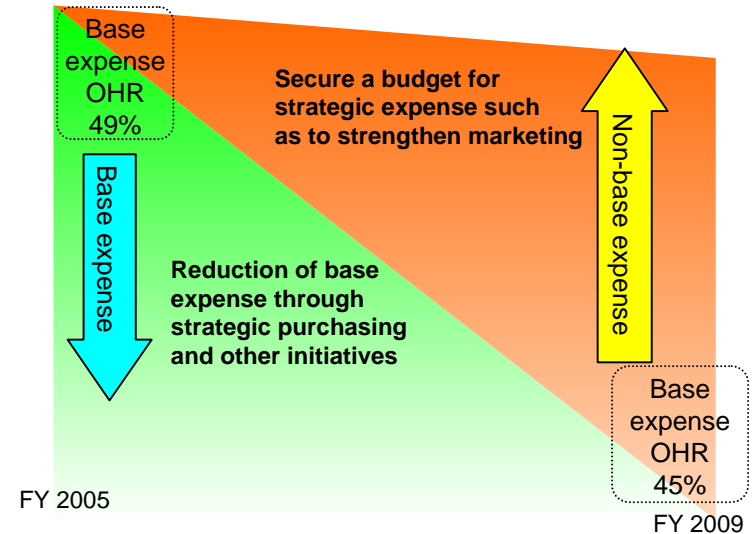 Base
expense
OHR
49%
Secure a budget for
strategic expense such
as to strengthen marketing
Base expense
Non-base expense
Reduction of base
expense through
strategic purchasing
and other initiatives
Base
expense
OHR
45%
FY 2005
FY 2009